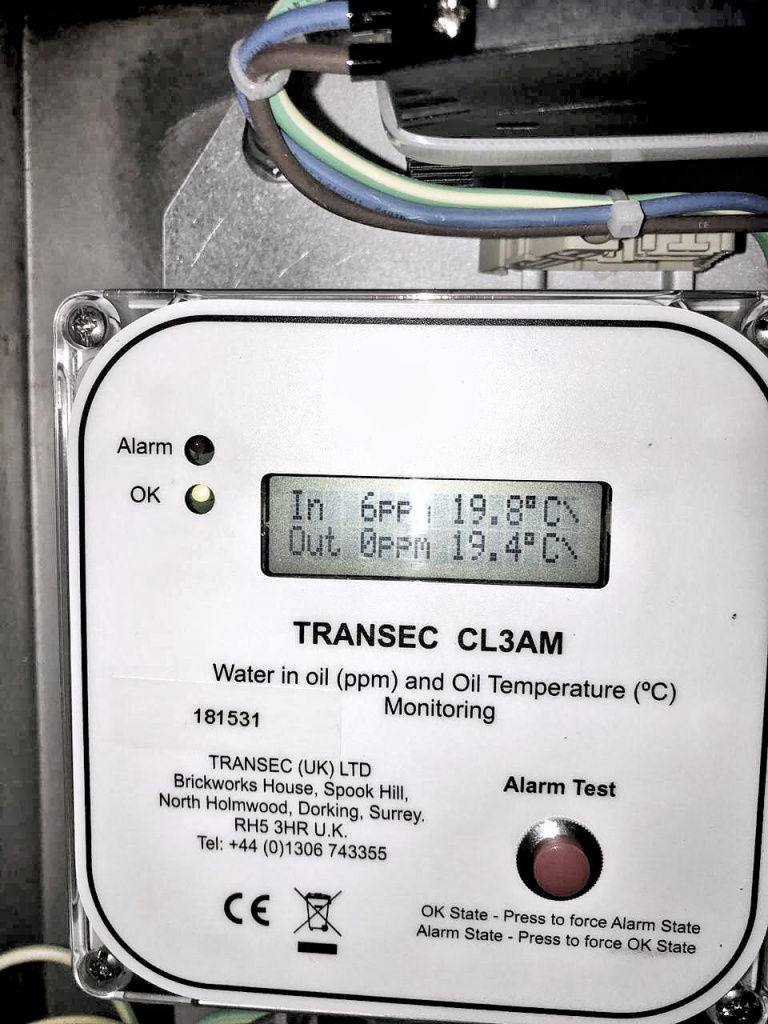 Alarm
OK
In 6pp 19.8°C\
Out 0ppm 19.4°C\
TRANSEC CL3AM
Water in oil (ppm) and Oil Temperature (ºC)
Monitoring
181531
TRANSEC (UK) LTD
Brickworks House, Spook Hill,
North Holmwood, Dorking, Surrey.
RH5 3HR U.K.
Tel: +44 (0)1306 743355
CE
Alarm Test
OK State - Press to force Alarm State
Alarm State - Press to force OK State